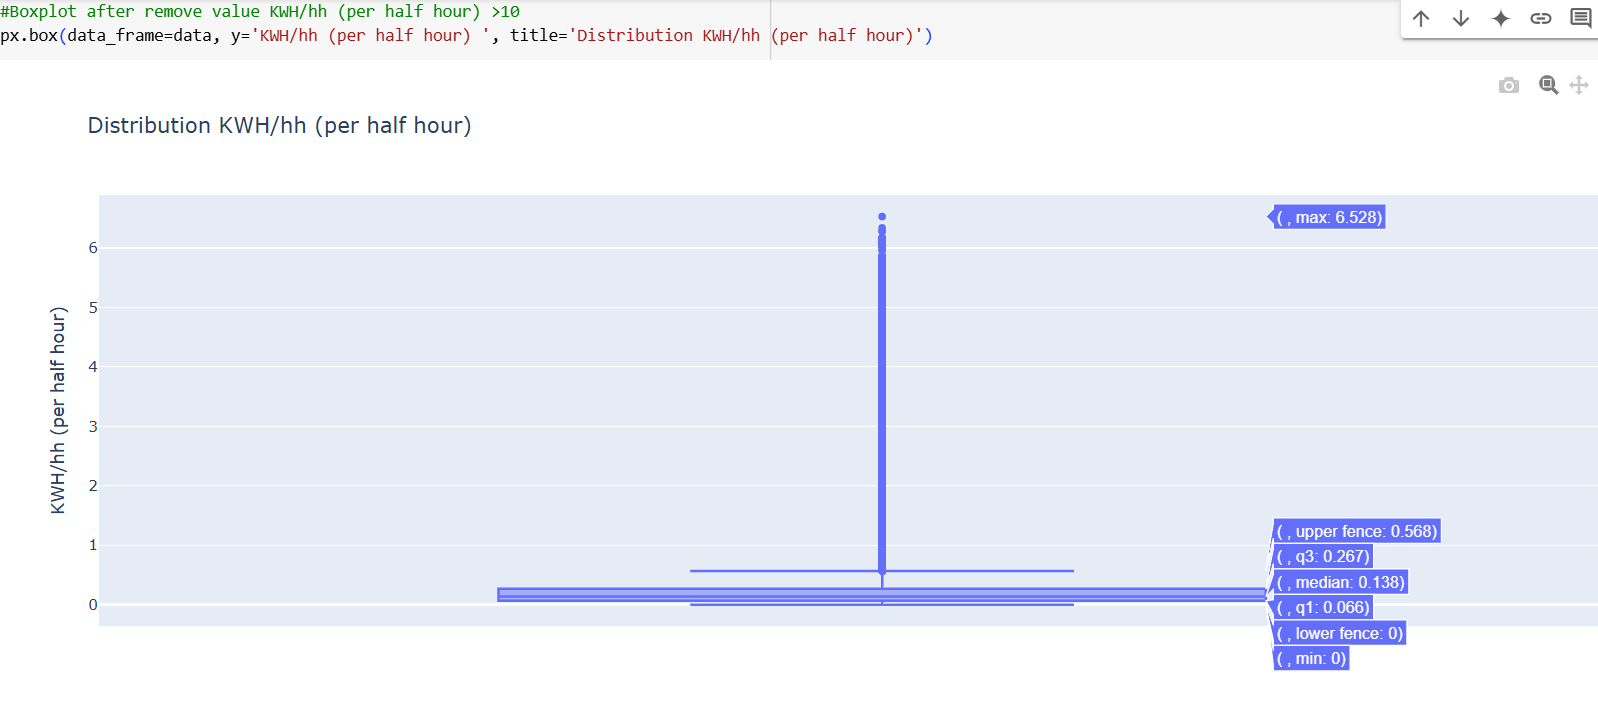 #Boxplot after remove value KWH/hh (per half hour) >10
px.box(data_frame=data, y='KWH/hh (per half hour) ', title='Distribution KWH/hh (per half hour)')
Distribution KWH/hh (per half hour)
KWH/hh (per half hour)
6
5
4
3
2
1
0
( , max: 6.528)
( , upper fence: 0.568)
( , q3: 0.267)
( , median: 0.138)
( , q1: 0.066)
( , lower fence: 0)
( , min: 0)